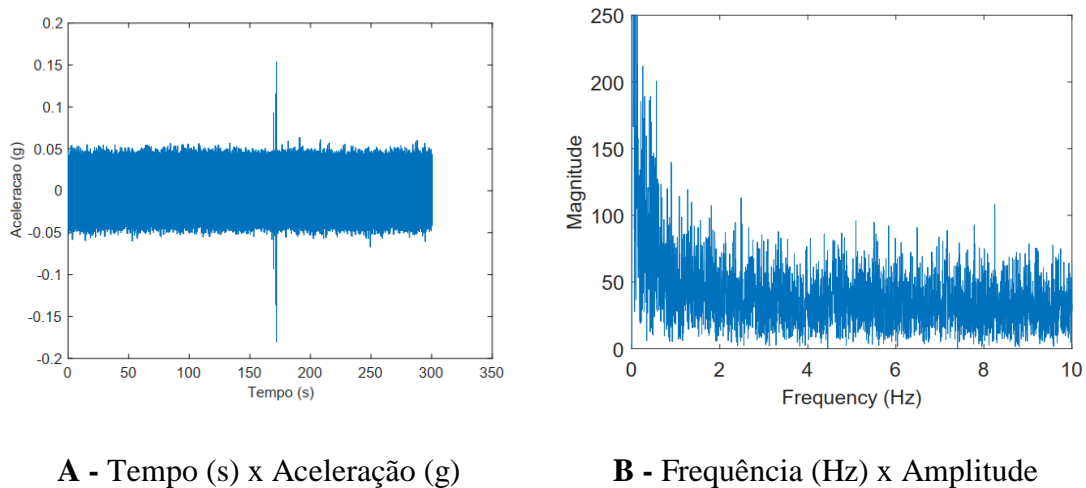 0.2
0.15
0.1
0.05
0
-0.05
-0.1
-0.15
-0.2
0 50 100 150 200 250 300 350
Aceleracao (g)
Tempo (s)
250
200
150
100
50
0
0 2 4 6 8 10
Magnitude
Frequency (Hz)
A - Tempo (s) x Aceleração (g)
B - Frequência (Hz) x Amplitude